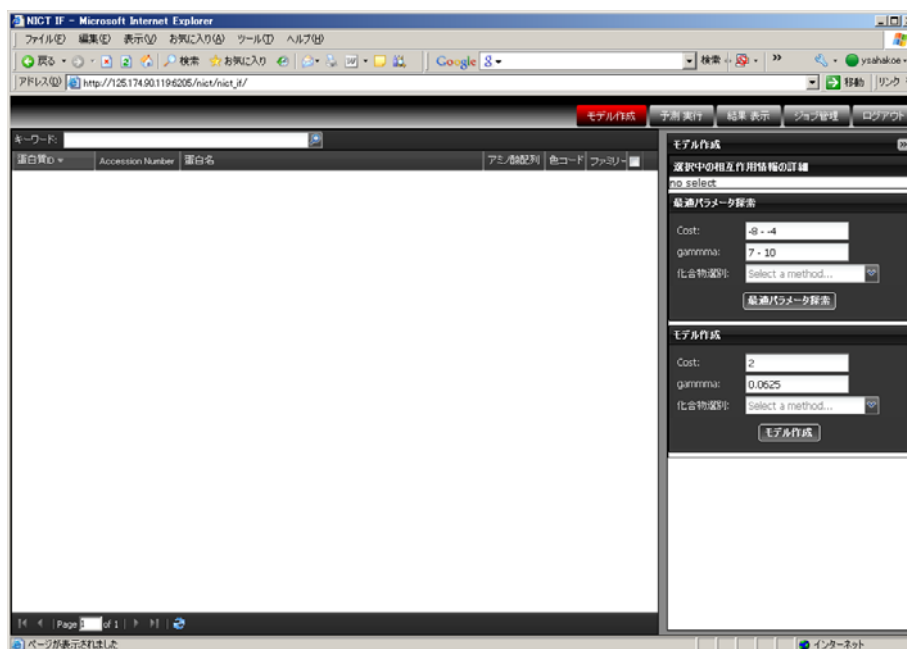 NICT IF - Microsoft Internet Explorer
ファイル(F) 編集(E) 表示(V) お気に入り(A) ツール(T) ヘルプ(H)
戻る 検索 お気に入り Google 検索 ysahakoe
アドレス(D) http://125.174.90.119:6205/nict/nict_if/ 移動 リンク
モデル作成 予測実行 結果表示 ジョブ管理 ログアウト
キーワード:
蛋白質ID Accession Number 蛋白名 アミノ酸配列 色コード ファミリー
モデル作成
選択中の相互作用情報の詳細
no select
最適パラメータ探索
Cost: -8 - -4
gammma: 7 - 10
化合物選別: Select a method...
最適パラメータ探索
モデル作成
Cost: 2
gammma: 0.0625
化合物選別: Select a method...
モデル作成
Page 1 of 1
ページが表示されました インターネット